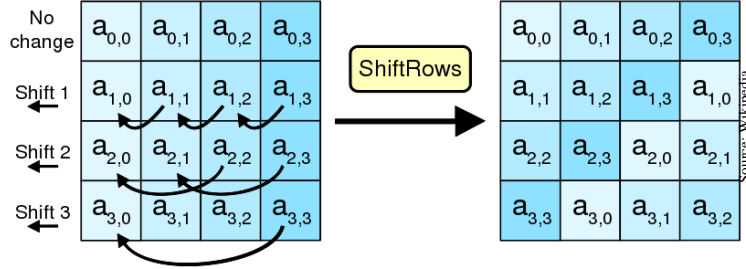 No
change
a0,0 a0,1 a0,2 a0,3
Shift 1
a1,0 a1,1 a1,2 a1,3
Shift 2
a2,0 a2,1 a2,2 a2,3
Shift 3
a3,0 a3,1 a3,2 a3,3
ShiftRows
a0,0 a0,1 a0,2 a0,3
a1,1 a1,2 a1,3 a1,0
a2,2 a2,3 a2,0 a2,1
a3,3 a3,0 a3,1 a3,2
Source: Wikipedia